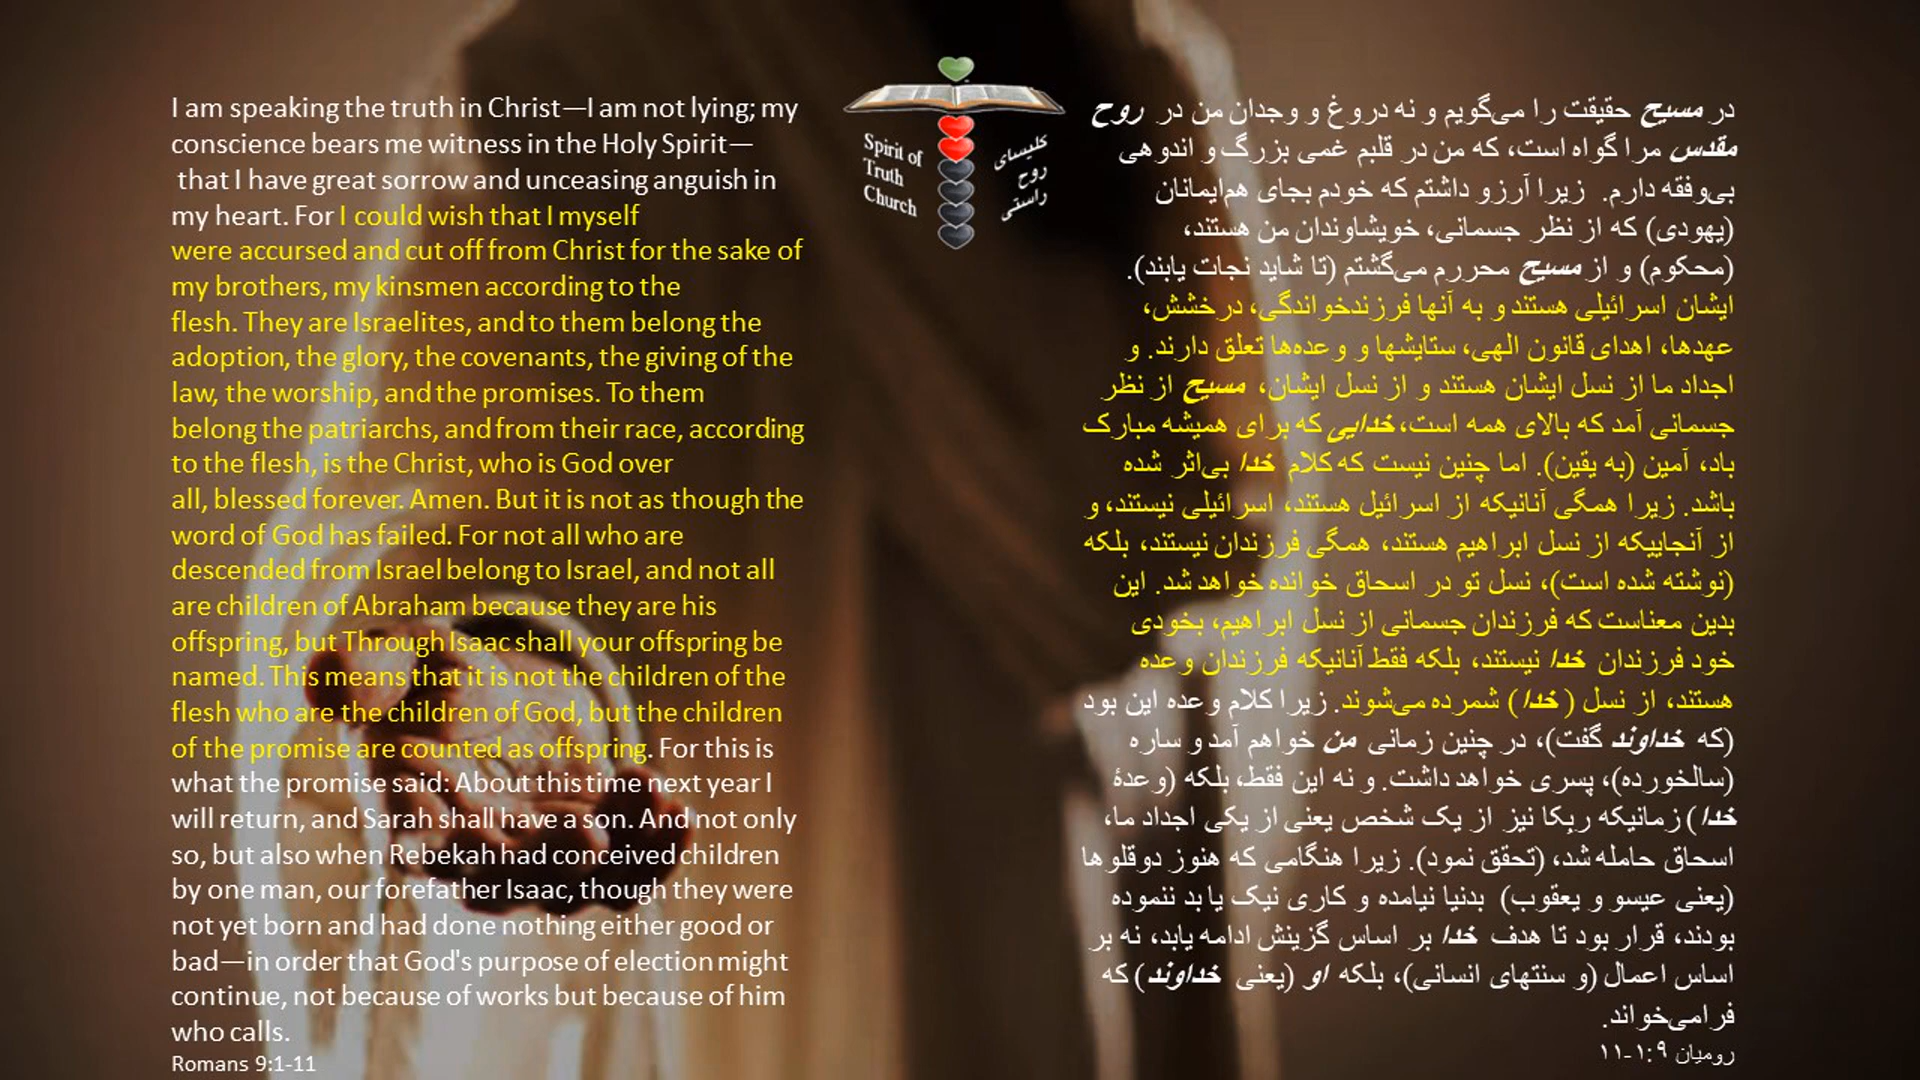 I am speaking the truth in Christ—I am not lying; my
conscience bears me witness in the Holy Spirit—
that I have great sorrow and unceasing anguish in
my heart. For I could wish that I myself
were accursed and cut off from Christ for the sake of
my brothers, my kinsmen according to the
flesh. They are Israelites, and to them belong the
adoption, the glory, the covenants, the giving of the
law, the worship, and the promises. To them
belong the patriarchs, and from their race, according
to the flesh, is the Christ, who is God over
all, blessed forever. Amen. But it is not as though the
word of God has failed. For not all who are
descended from Israel belong to Israel, and not all
are children of Abraham because they are his
offspring, but Through Isaac shall your offspring be
named. This means that it is not the children of the
flesh who are the children of God, but the children
of the promise are counted as offspring. For this is
what the promise said: About this time next year I
will return, and Sarah shall have a son. And not only
so, but also when Rebekah had conceived children
by one man, our forefather Isaac, though they were
not yet born and had done nothing either good or
bad—in order that God's purpose of election might
continue, not because of works but because of him
who calls.
Romans 9:1-11
Spirit of
Truth
Church
کلیسای
روح
راستی
در مسیح حقیقت را می‌گویم و نه دروغ و وجدان من در روح
مقدس مرا گواه است، که من در قلبم غمی بزرگ و اندوهی
بی‌وفقه دارم. زیرا آرزو داشتم که خودم بجای هم‌ایمانان
(یهودی) که از نظر جسمانی، خویشاوندان من هستند،
(محکوم) و از مسیح محررم می‌گشتم (تا شاید نجات یابند).
ایشان اسرائیلی هستند و به آنها فرزندخواندگی، درخشش،
عهدها، اهدای قانون الهی، ستایشها و وعده‌ها تعلق دارند. و
اجداد ما از نسل ایشان هستند و از نسل ایشان، مسیح از نظر
جسمانی آمد که بالای همه است، خدایی که برای همیشه مبارک
باد، آمین (به یقین). اما چنین نیست که کلام خدا بی‌اثر شده
باشد. زیرا همگی آنانیکه از اسرائیل هستند، اسرائیلی نیستند، و
از آنجاییکه از نسل ابراهیم هستند، همگی فرزندان نیستند، بلکه
(نوشته شده است)، نسل تو در اسحاق خوانده خواهد شد. این
بدین معناست که فرزندان جسمانی از نسل ابراهیم، بخودی
خود فرزندان خدا نیستند، بلکه فقط آنانیکه فرزندان وعده
هستند، از نسل (خدا) شمرده می‌شوند. زیرا کلام وعده این بود
(که خداوند گفت)، در چنین زمانی من خواهم آمد و ساره
(سالخورده)، پسری خواهد داشت. و نه این فقط، بلکه (وعدهٔ
خدا) زمانیکه ربِکا نیز از یک شخص یعنی از یکی اجداد ما،
اسحاق حامله شد، (تحقق نمود). زیرا هنگامی که هنوز دوقلوها
(یعنی عیسو و یعقوب) بدنیا نیامده و کاری نیک یا بد ننموده
بودند، قرار بود تا هدف خدا بر اساس گزینش ادامه یابد، نه بر
اساس اعمال (و سنتهای انسانی)، بلکه او (یعنی خداوند) که
فرامی‌خواند.
رومیان ۹:۱-۱۱